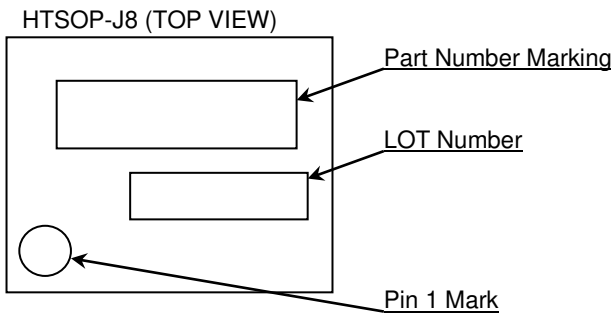 HTSOP-J8 (TOP VIEW)
Part Number Marking
LOT Number
Pin 1 Mark